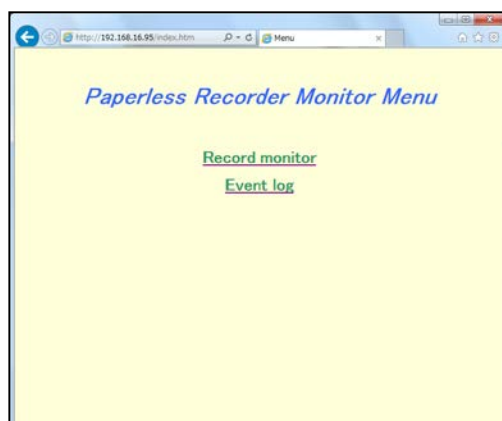 http://192.168.16.95/index.htm
Menu
Paperless Recorder Monitor Menu
Record monitor
Event log